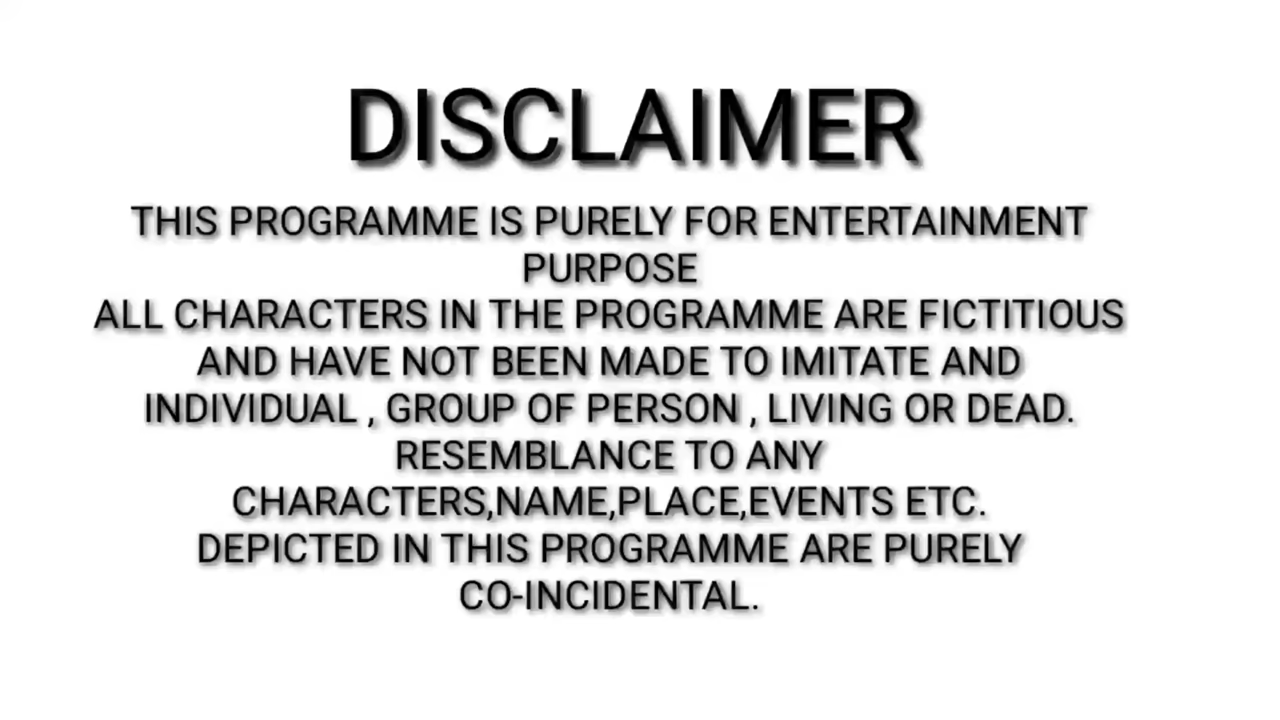 DISCLAIMER
THIS PROGRAMME IS PURELY FOR ENTERTAINMENT
PURPOSE
ALL CHARACTERS IN THE PROGRAMME ARE FICTITIOUS
AND HAVE NOT BEEN MADE TO IMITATE AND
INDIVIDUAL , GROUP OF PERSON , LIVING OR DEAD.
RESEMBLANCE TO ANY
CHARACTERS,NAME,PLACE,EVENTS ETC.
DEPICTED IN THIS PROGRAMME ARE PURELY
CO-INCIDENTAL.